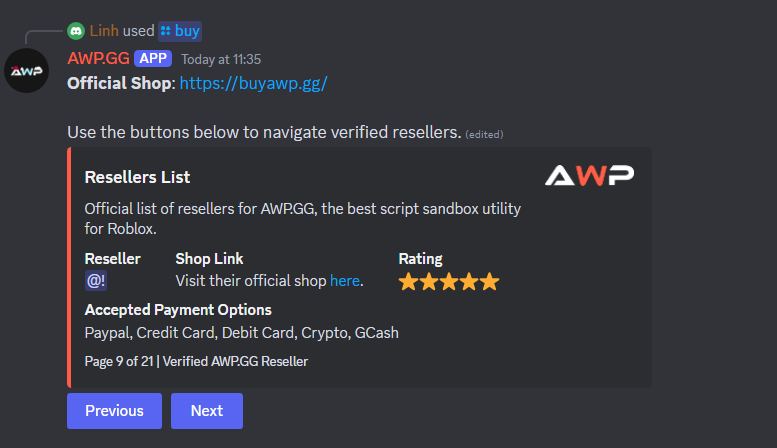 Linh used buy
AWP
AWP.GG APP Today at 11:35
Official Shop: https://buyawp.gg/
Use the buttons below to navigate verified resellers. (edited)
AWP
Resellers List
Official list of resellers for AWP.GG, the best script sandbox utility
for Roblox.
Reseller Shop Link Rating
@! Visit their official shop here.
Accepted Payment Options
Paypal, Credit Card, Debit Card, Crypto, GCash
Page 9 of 21 | Verified AWP.GG Reseller
Previous Next